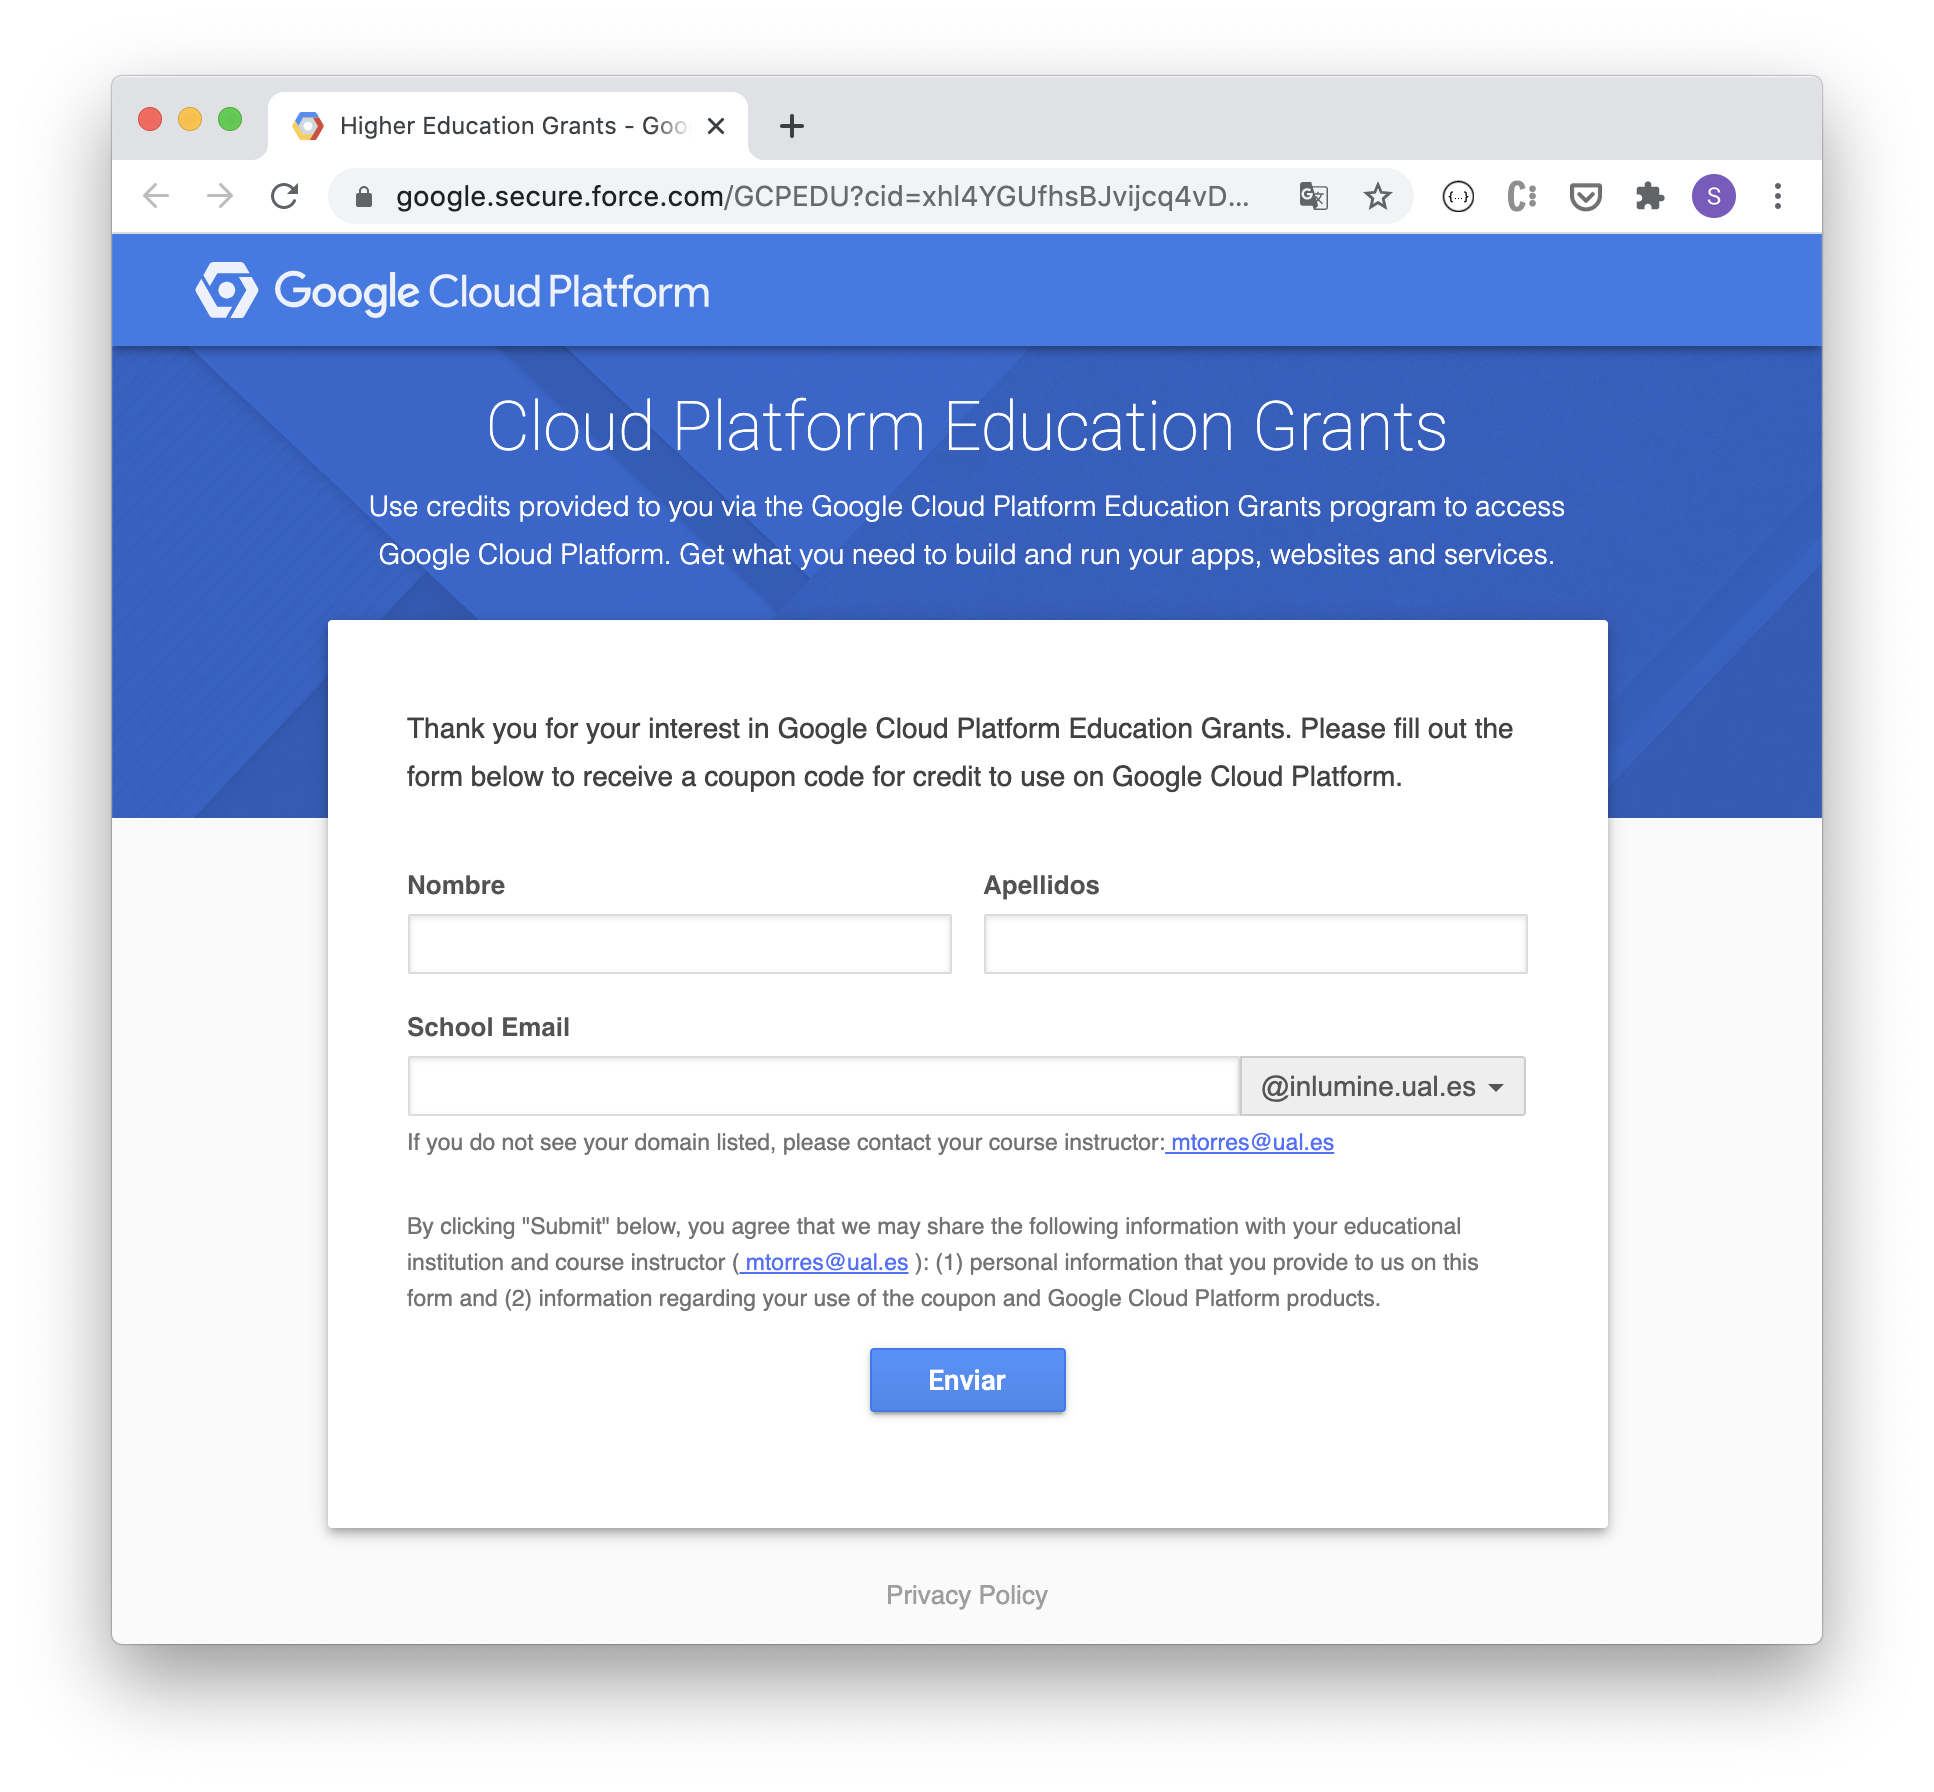 Higher Education Grants - Goo
google.secure.force.com/GCPEDU?cid=xhl4YGUfhsBJvijcq4vD...
S
Google Cloud Platform
Cloud Platform Education Grants
Use credits provided to you via the Google Cloud Platform Education Grants program to access
Google Cloud Platform. Get what you need to build and run your apps, websites and services.
Thank you for your interest in Google Cloud Platform Education Grants. Please fill out the
form below to receive a coupon code for credit to use on Google Cloud Platform.
Nombre
Apellidos
School Email
@inlumine.ual.es
If you do not see your domain listed, please contact your course instructor: mtorres@ual.es
By clicking "Submit" below, you agree that we may share the following information with your educational
institution and course instructor ( mtorres@ual.es ): (1) personal information that you provide to us on this
form and (2) information regarding your use of the coupon and Google Cloud Platform products.
Enviar
Privacy Policy